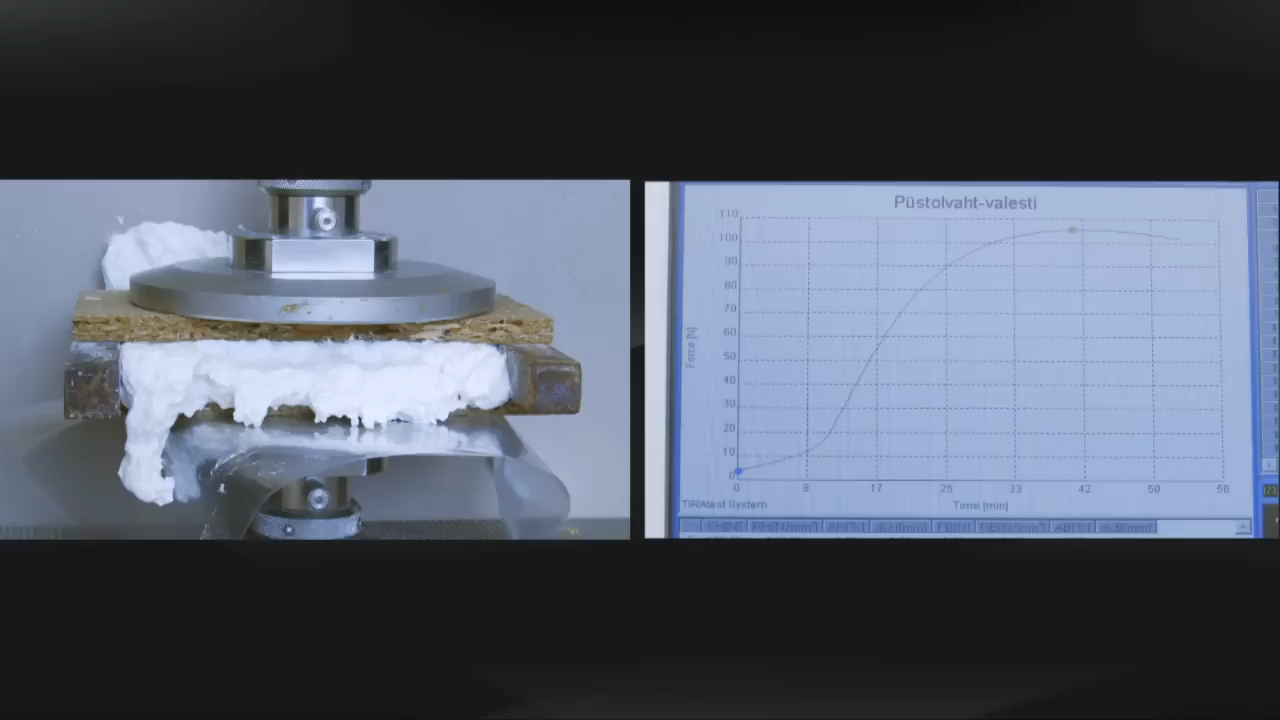 Püstolvaht-valesti
110
100
90
80
70
60
50
40
30
20
10
0
Force [N]
0 8 17 25 33 42 50 58
TIRAtest System
Time [min]